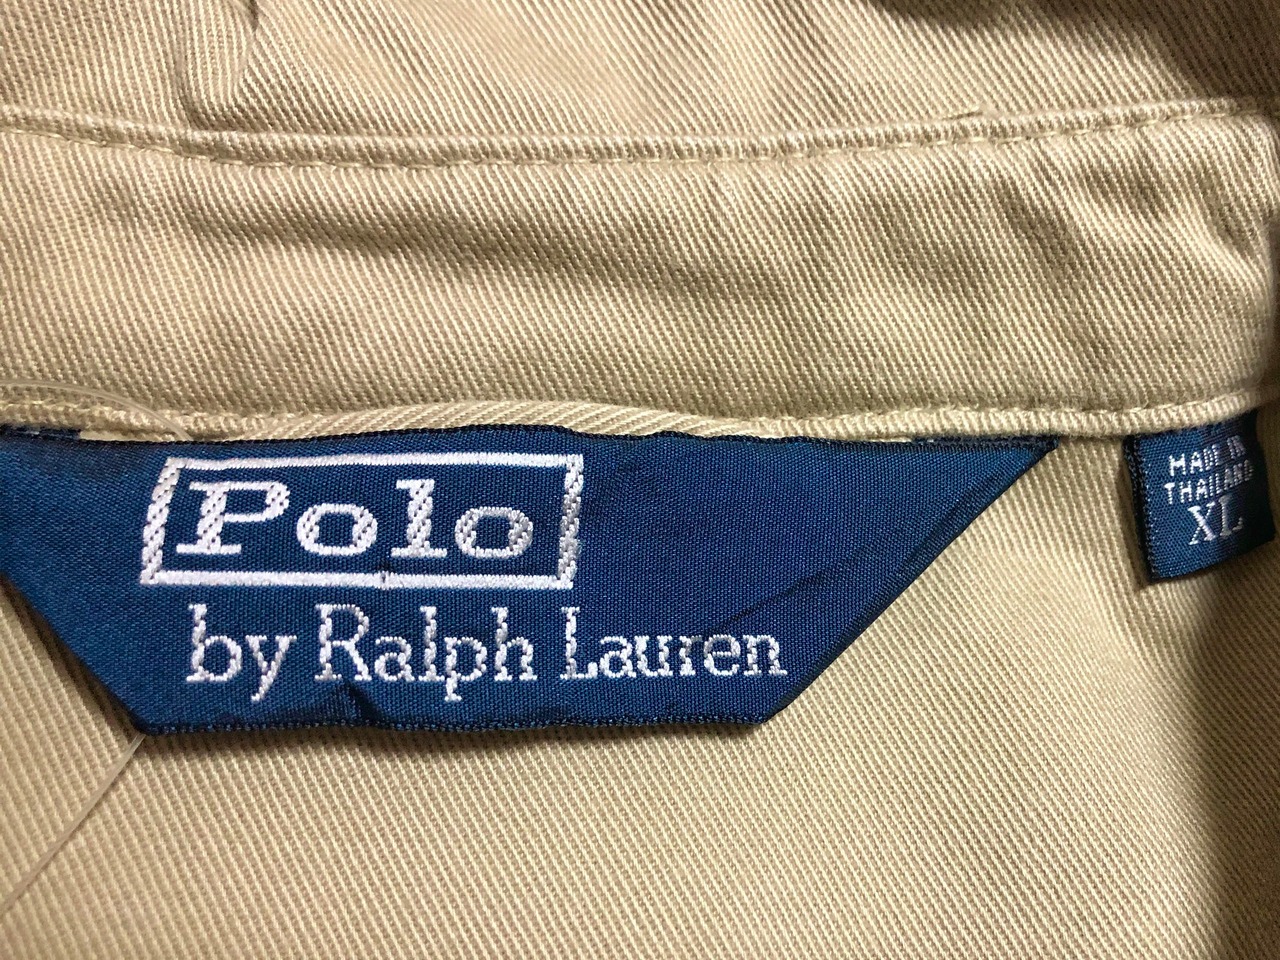 Polo
by Ralph Lauren
MADE IN
THAILAND
XL